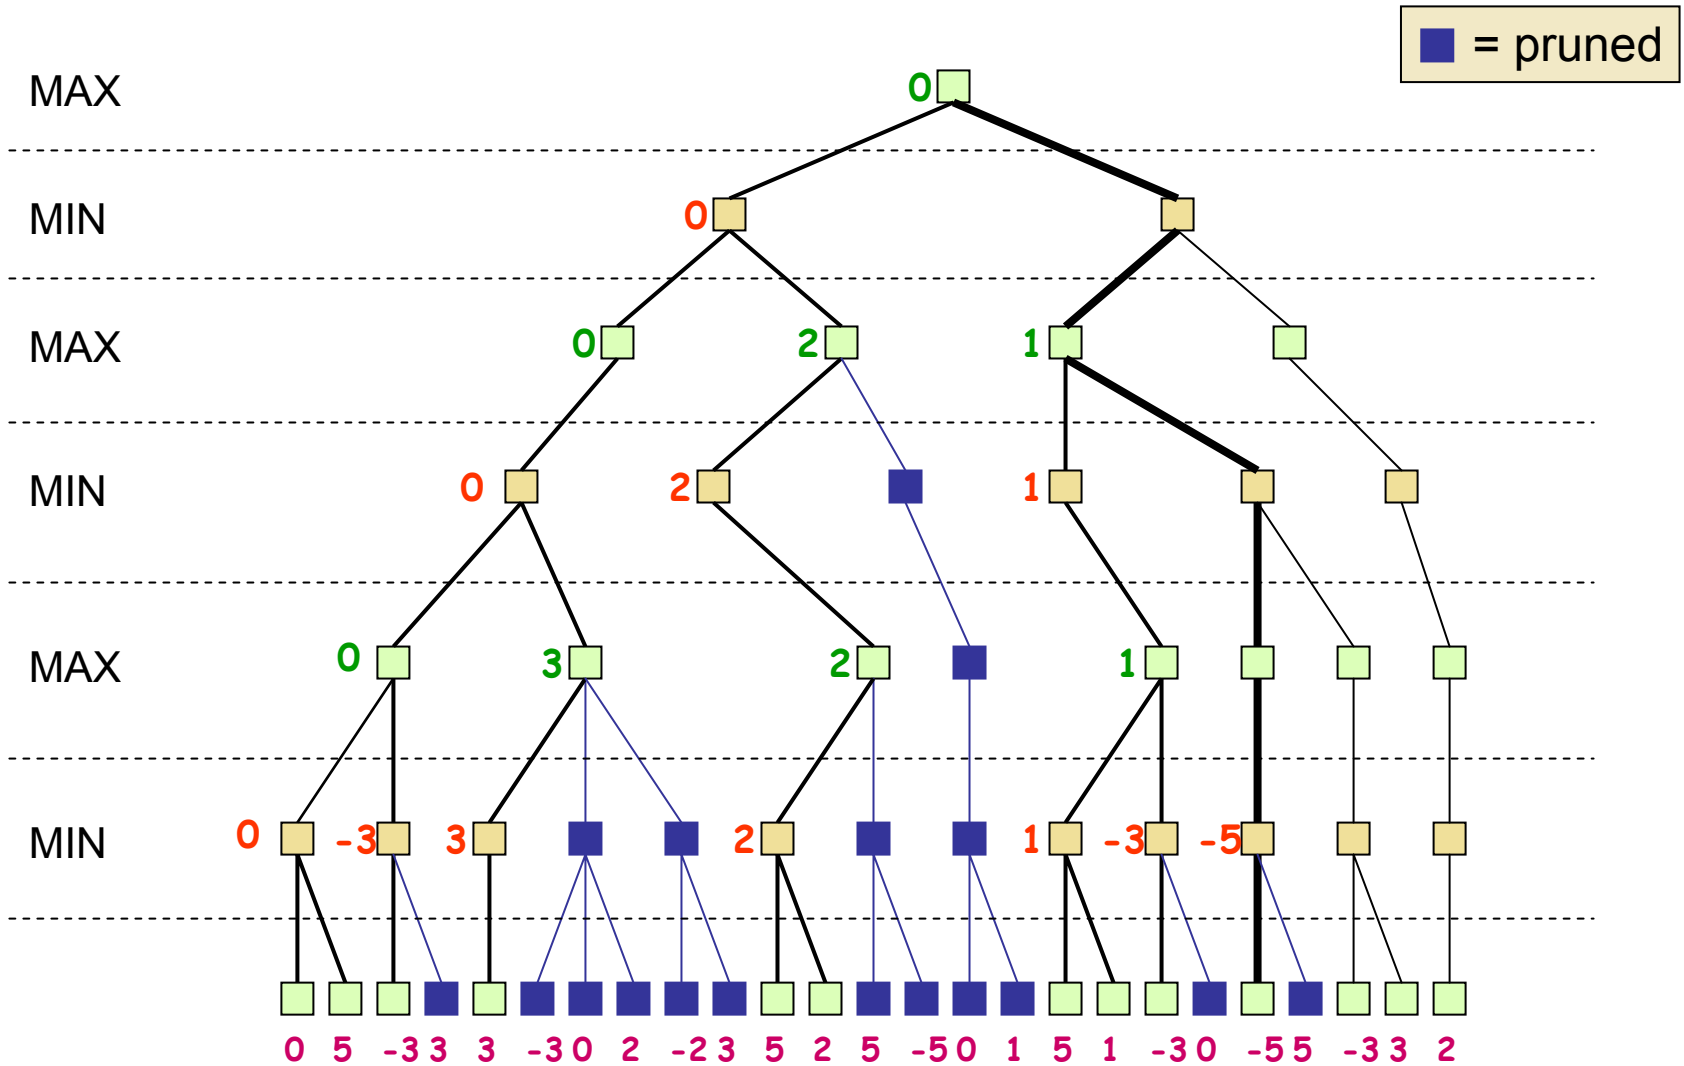 = pruned
MAX 0
MIN 0
MAX 0 2 1
MIN 0 2 1
MAX 0 3 2 1
MIN 0 -3 3 2 1 -3 -5
0 5 -3 3 3 -3 0 2 -2 3 5 2 5 -5 0 1 5 1 -3 0 -5 5 -3 3 2